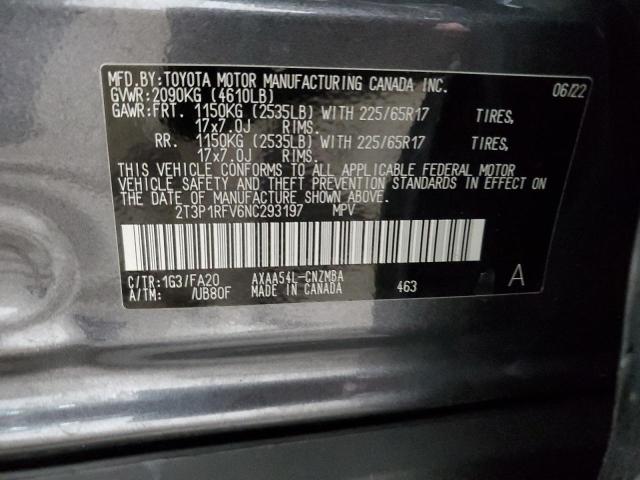 MFD.BY:TOYOTA MOTOR MANUFACTURING CANADA INC. 06/22
GVWR:2090KG (4610LB)
GAWR:FRT. 1150KG (2535LB) WITH 225/65R17 TIRES,
17x7.0J RIMS.
RR. 1150KG (2535LB) WITH 225/65R17 TIRES,
17x7.0J RIMS.
THIS VEHICLE CONFORMS TO ALL APPLICABLE FEDERAL MOTOR
VEHICLE SAFETY AND THEFT PREVENTION STANDARDS IN EFFECT ON
THE DATE OF MANUFACTURE SHOWN ABOVE.
2T3P1RFV6NC293197 MPV
C/TR:1G3/FA20 AXAA54L-CNZMBA 463 A
A/TM: /UB80F MADE IN CANADA